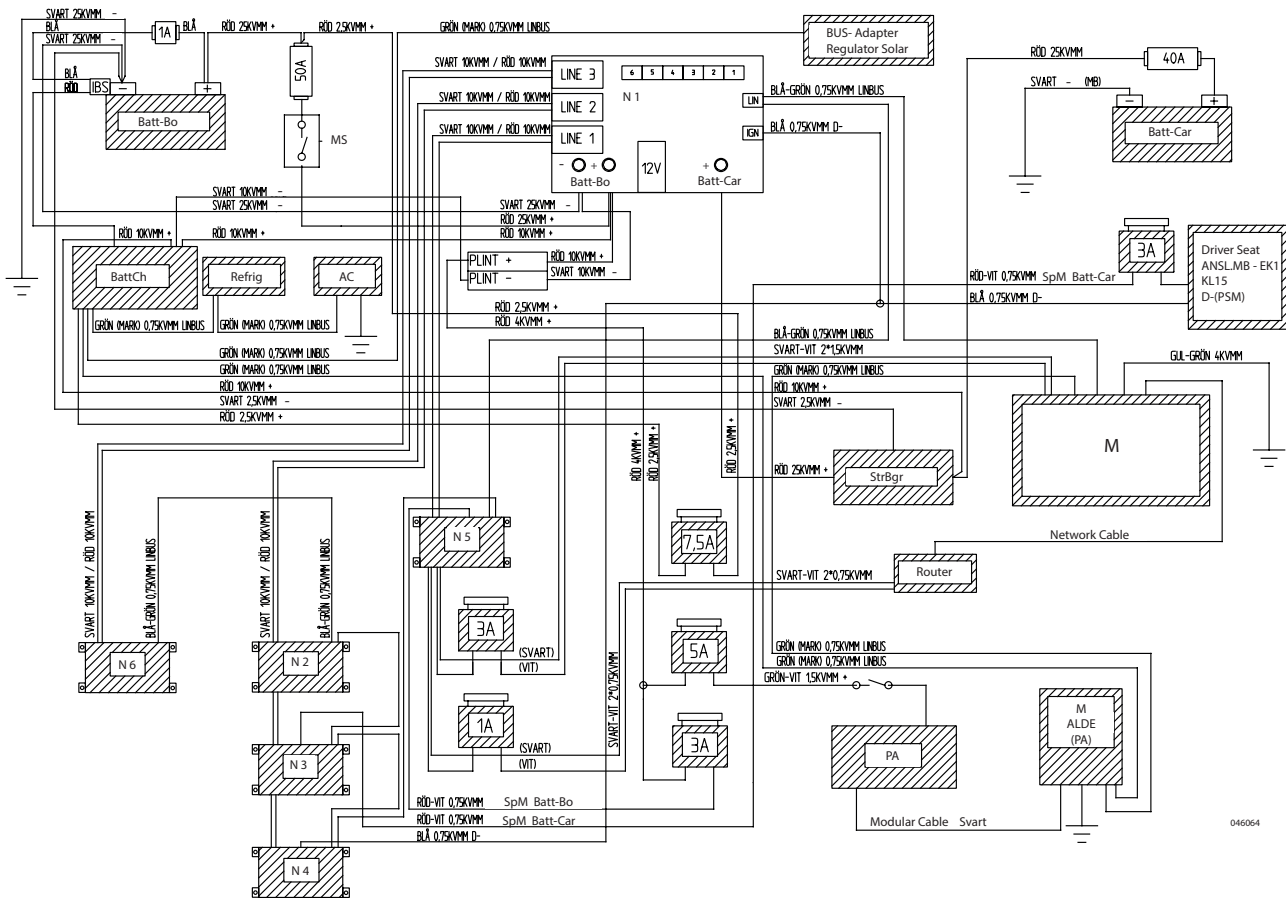 SVART 25KVMM -
BLÅ
SVART 25KVMM -
1A
BLÅ
RÖD 25KVMM +
RÖD 2,5KVMM +
GRÖN (MARK) 0,75KVMM LINBUS
BUS- Adapter
Regulator Solar
RÖD 25KVMM
40A
50A
BLÅ
RÖD
IBS
-
+
Batt-Bo
MS
SVART 10KVMM / RÖD 10KVMM
SVART 10KVMM / RÖD 10KVMM
SVART 10KVMM / RÖD 10KVMM
LINE 3
LINE 2
LINE 1
6 5 4 3 2 1
N 1
LIN
IGN
- +
Batt-Bo
12V
+
Batt-Car
BLÅ-GRÖN 0,75KVMM LINBUS
BLÅ 0,75KVMM D-
SVART - (MB)
-
+
Batt-Car
SVART 10KVMM -
SVART 25KVMM -
SVART 25KVMM -
RÖD 25KVMM +
RÖD 10KVMM +
RÖD 10KVMM +
RÖD 10KVMM +
BattCh
Refrig
AC
PLINT +
PLINT -
RÖD 10KVMM +
SVART 10KVMM -
3A
RÖD-VIT 0,75KVMM SpM Batt-Car
BLÅ 0,75KVMM D-
Driver Seat
ANSL.MB - EK1
KL15
D-(PSM)
GRÖN (MARK) 0,75KVMM LINBUS
GRÖN (MARK) 0,75KVMM LINBUS
RÖD 2,5KVMM +
RÖD 4KVMM +
BLÅ-GRÖN 0,75KVMM LINBUS
SVART-VIT 2*1,5KVMM
GRÖN (MARK) 0,75KVMM LINBUS
RÖD 10KVMM +
SVART 2,5KVMM -
GRÖN (MARK) 0,75KVMM LINBUS
GRÖN (MARK) 0,75KVMM LINBUS
RÖD 10KVMM +
SVART 2,5KVMM -
RÖD 2,5KVMM +
GUL-GRÖN 4KVMM
M
RÖD 4KVMM +
RÖD 2,5KVMM +
RÖD 2,5KVMM +
RÖD 25KVMM +
StrBgr
Network Cable
Router
SVART-VIT 2*0,75KVMM
SVART 10KVMM / RÖD 10KVMM
BLÅ-GRÖN 0,75KVMM LINBUS
SVART 10KVMM / RÖD 10KVMM
BLÅ-GRÖN 0,75KVMM LINBUS
N 5
7,5A
3A
(SVART)
(VIT)
5A
N 6
N 2
1A
(SVART)
(VIT)
SVART-VIT 2*0,75KVMM
3A
N 3
N 4
GRÖN (MARK) 0,75KVMM LINBUS
GRÖN (MARK) 0,75KVMM LINBUS
GRÖN-VIT 1,5KVMM +
PA
M
ALDE
(PA)
RÖD-VIT 0,75KVMM SpM Batt-Bo
RÖD-VIT 0,75KVMM SpM Batt-Car
BLÅ 0,75KVMM D-
Modular Cable Svart
046064